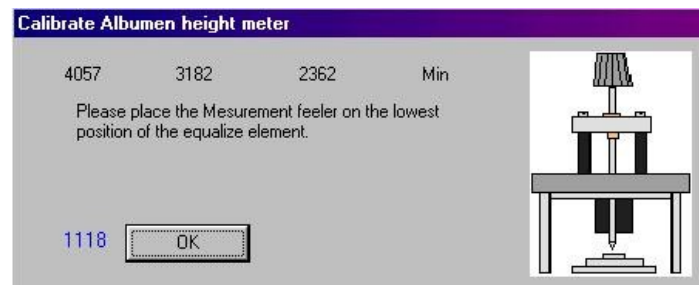 Calibrate Albumen height meter
4057 3182 2362 Min
Please place the Mesurement feeler on the lowest
position of the equalize element.
1118 OK